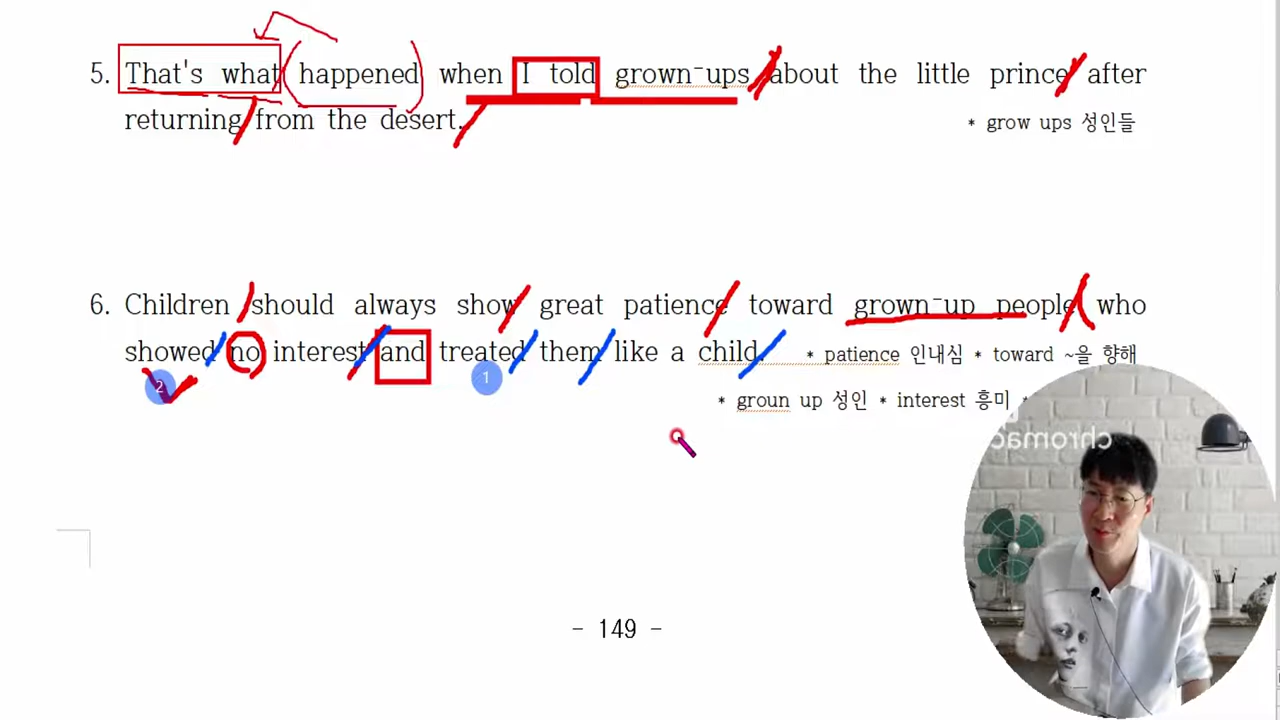 5. That's what happened when I told grown-ups about the little prince after
returning from the desert.
* grow ups 성인들
6. Children should always show great patience toward grown-up people who
showed no interest and treated them like a child.
* patience 인내심 * toward ~을 향해
2
1
* groun up 성인 * interest 흥미 *
- 149 -